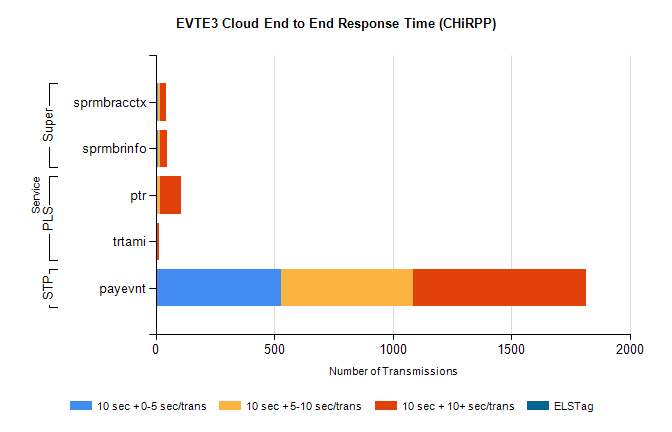 EVTE3 Cloud End to End Response Time (CHiRPP)
Service
Super
sprmbracctx
sprmbrinfo
PLS
ptr
trtami
STP
payevnt
0 500 1000 1500 2000
Number of Transmissions
10 sec +0-5 sec/trans 10 sec +5-10 sec/trans 10 sec + 10+ sec/trans ELSTag